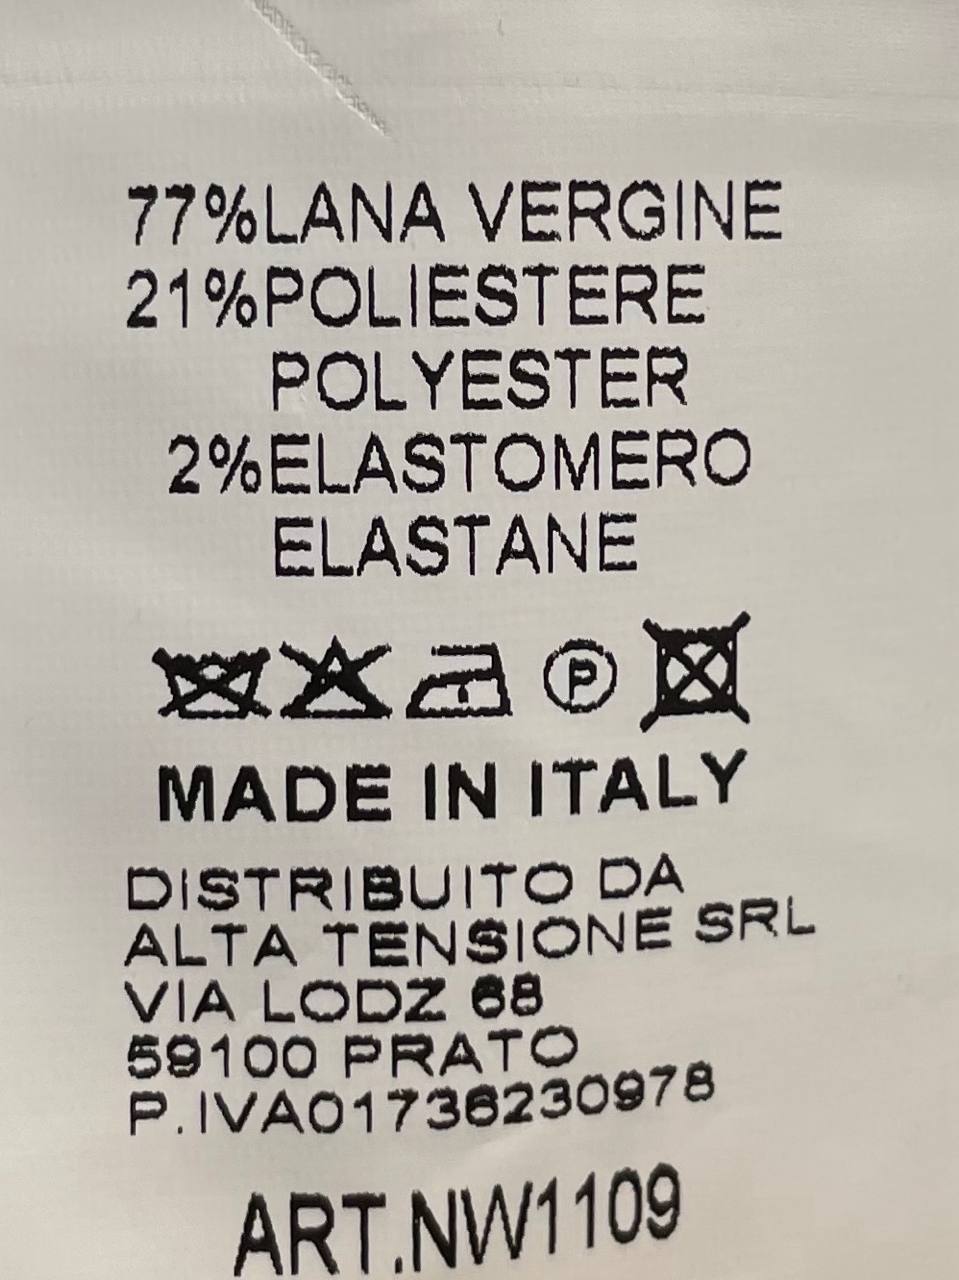 77%LANA VERGINE
21%POLIESTERE
POLYESTER
2%ELASTOMERO
ELASTANE
P
MADE IN ITALY
DISTRIBUITO DA
ALTA TENSIONE SRL
VIA LODZ 68
59100 PRATO
P.IVA01736230978
ART.NW1109